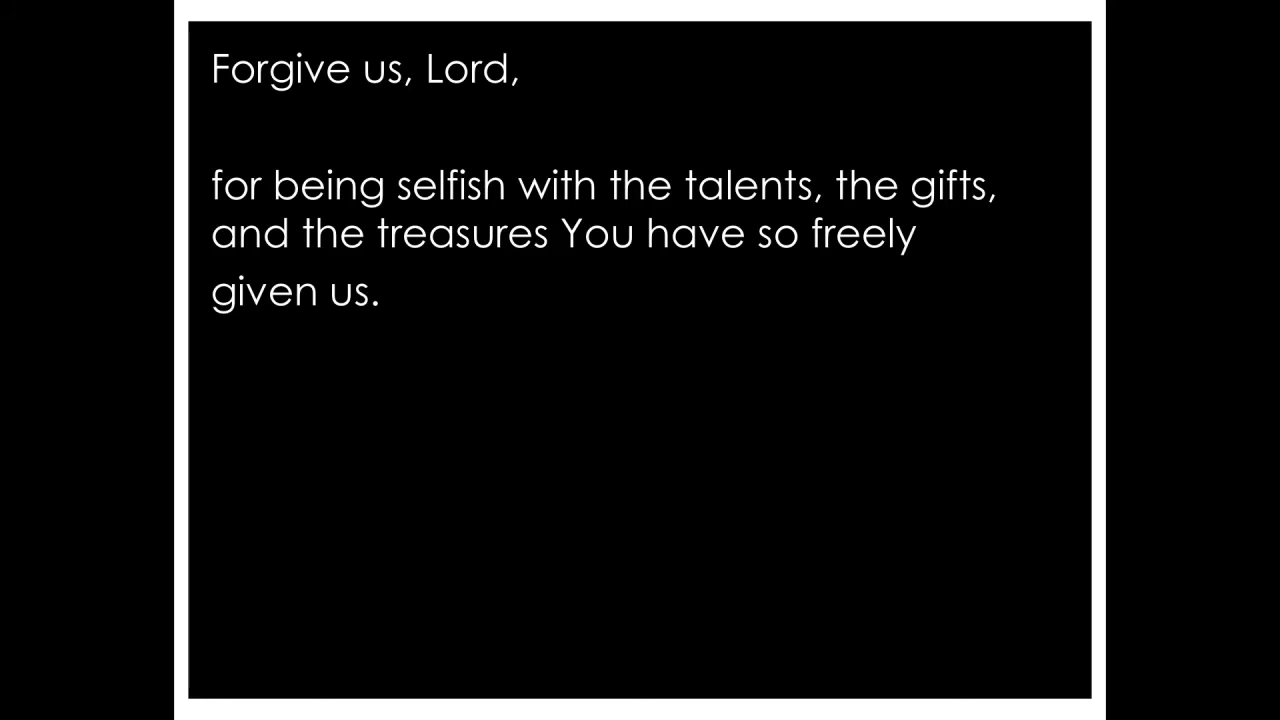 Forgive us, Lord,
for being selfish with the talents, the gifts,
and the treasures You have so freely
given us.